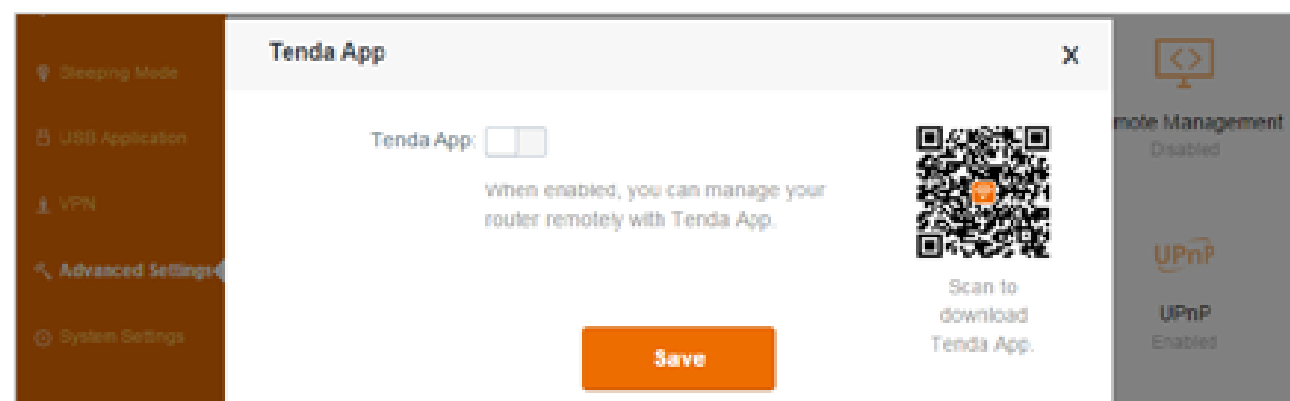 Tenda App
X
Sleeping Mode
USB Application
VPN
Advanced Settings
System Settings
Tenda App:
When enabled, you can manage your
router remotely with Tenda App.
Scan to
download
Tenda App.
Save
mote Management
Disabled
UPnP
UPnP
Enabled